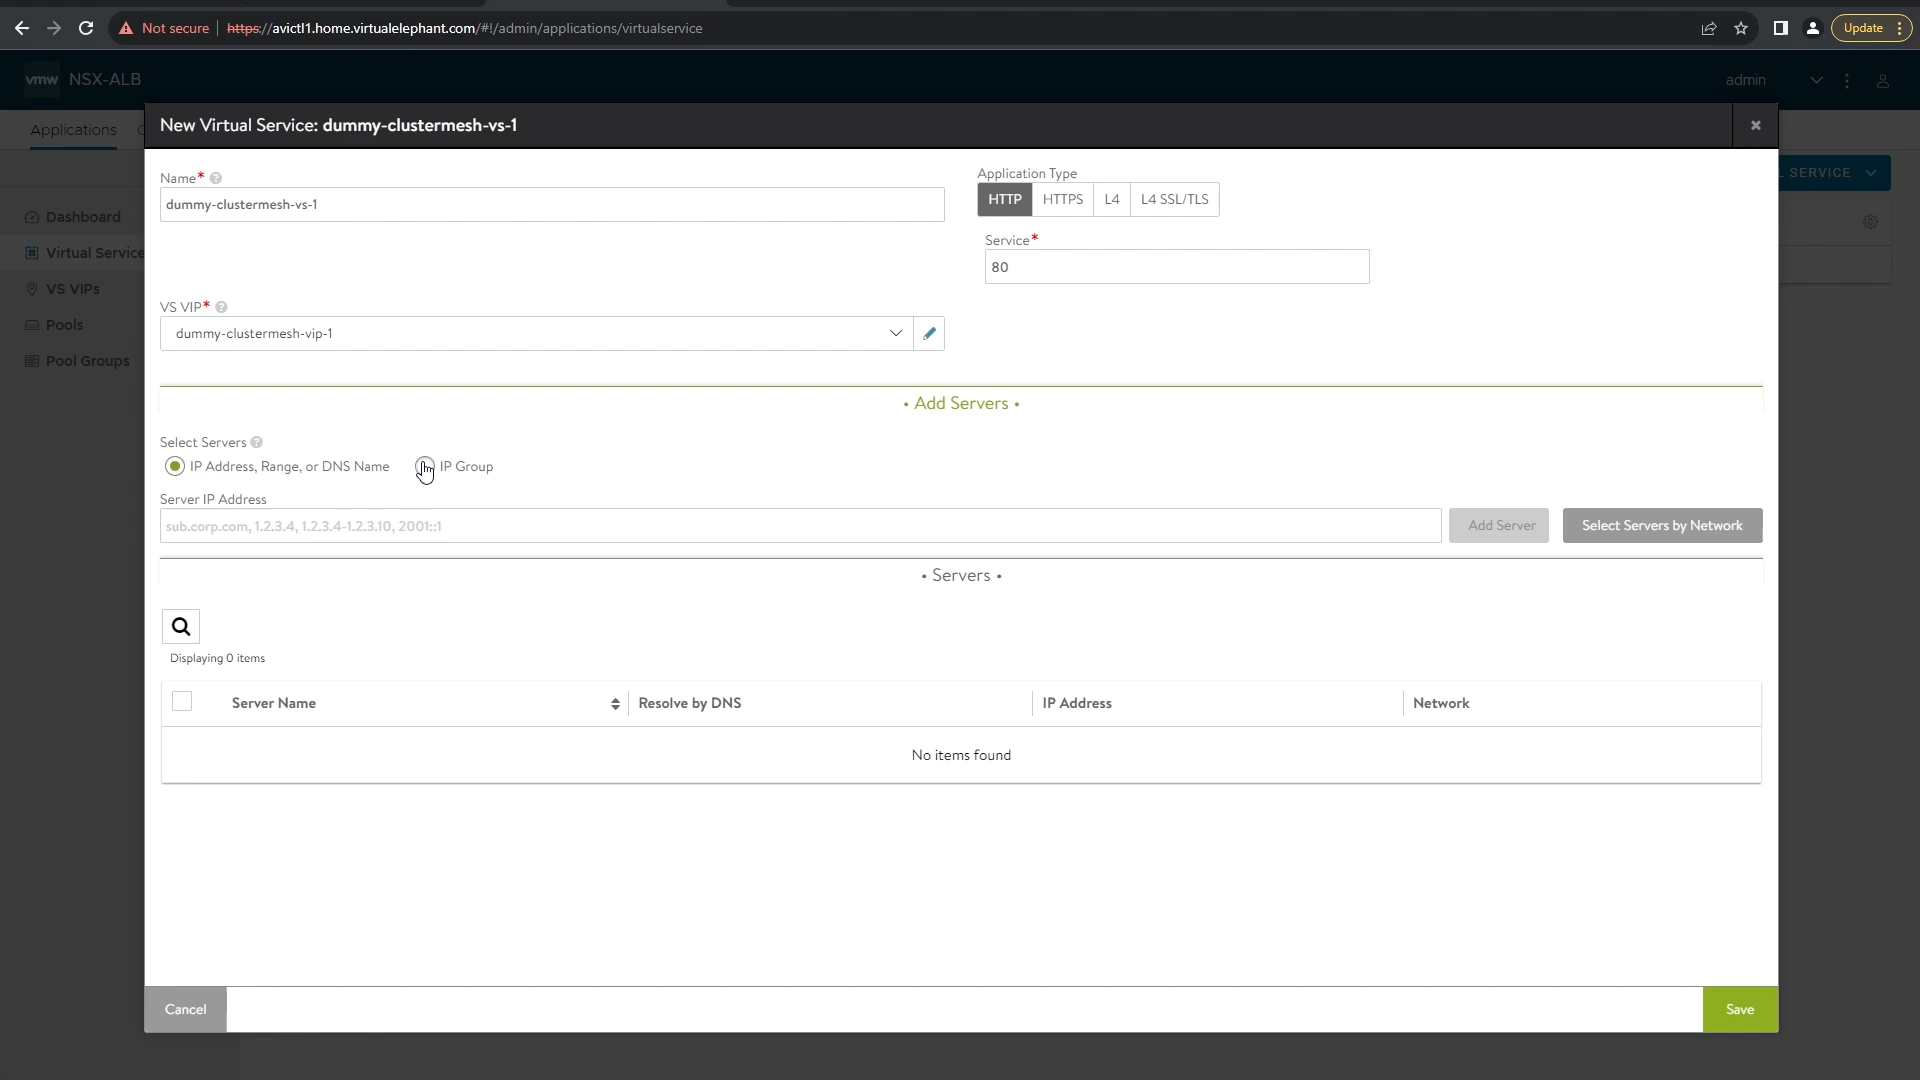 Not secure https://avictl1.home.virtualelephant.com/#!/admin/applications/virtualservice Update
vmw NSX-ALB admin
Applications
New Virtual Service: dummy-clustermesh-vs-1
SERVICE
Dashboard
Virtual Service
VS VIPs
Pools
Pool Groups
Name* ?
dummy-clustermesh-vs-1
Application Type
HTTP HTTPS L4 L4 SSL/TLS
Service*
80
VS VIP* ?
dummy-clustermesh-vip-1
• Add Servers •
Select Servers ?
IP Address, Range, or DNS Name IP Group
Server IP Address
sub.corp.com, 1.2.3.4, 1.2.3.4-1.2.3.10, 2001::1 Add Server Select Servers by Network
• Servers •
Displaying 0 items
Server Name Resolve by DNS IP Address Network
No items found
Cancel Save